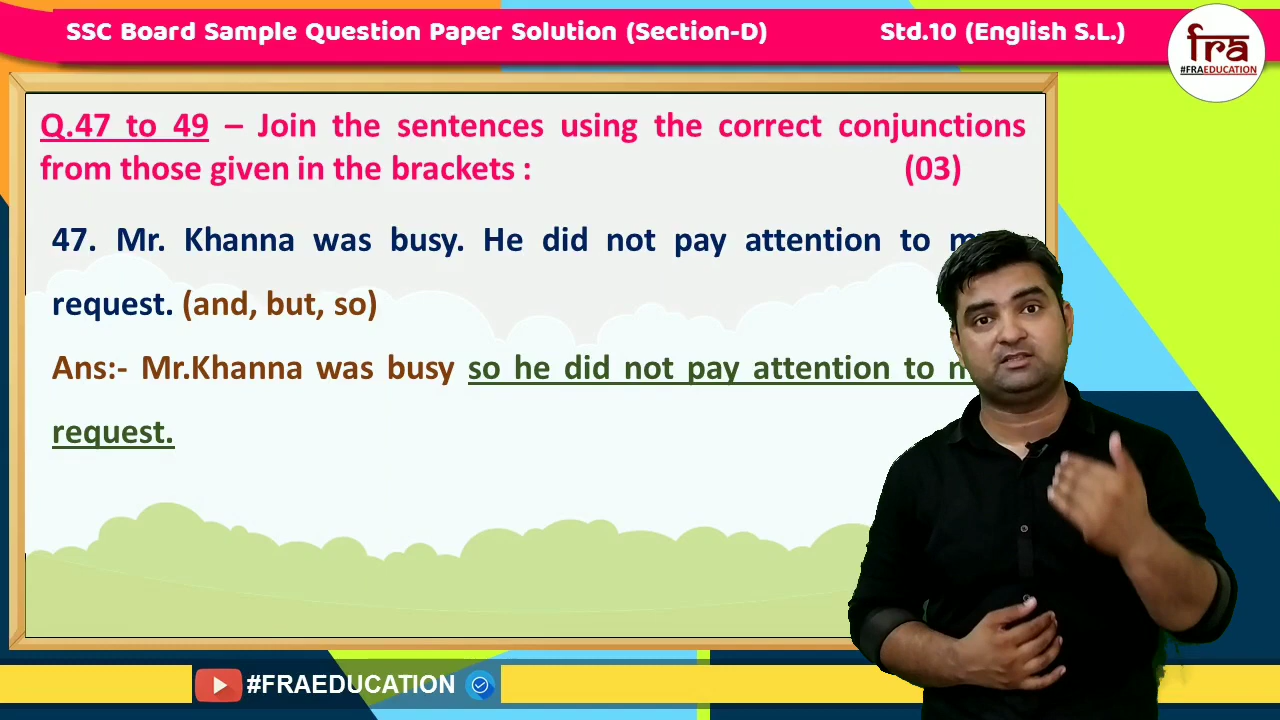 SSC Board Sample Question Paper Solution (Section-D) Std.10 (English S.L.)
fra
#FRAEDUCATION
Q.47 to 49 – Join the sentences using the correct conjunctions
from those given in the brackets : (03)
47. Mr. Khanna was busy. He did not pay attention to
request. (and, but, so)
Ans:- Mr.Khanna was busy so he did not pay attention to
request.
#FRAEDUCATION